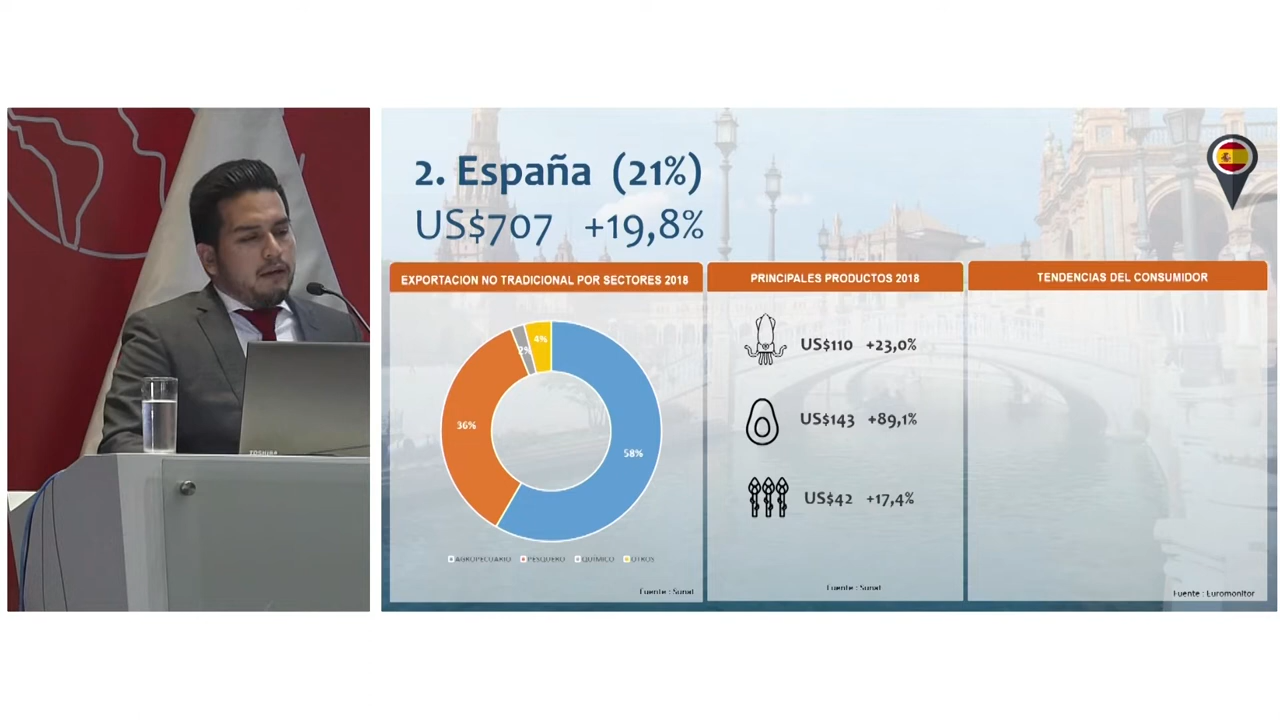 2. España (21%)
US$707 +19,8%
EXPORTACION NO TRADICIONAL POR SECTORES 2018
4%
2%
36%
58%
AGROPECUARIO PESQUERO QUÍMICO OTROS
Fuente : Sunat
PRINCIPALES PRODUCTOS 2018
US$110 +23,0%
US$143 +89,1%
US$42 +17,4%
Fuente : Sunat
TENDENCIAS DEL CONSUMIDOR
Fuente : Euromonitor
TOSHIBA